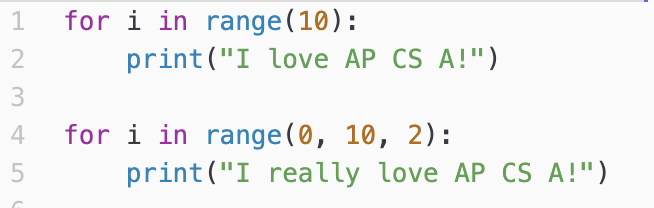 1 for i in range(10):
2     print("I love AP CS A!")
3
4 for i in range(0, 10, 2):
5     print("I really love AP CS A!")